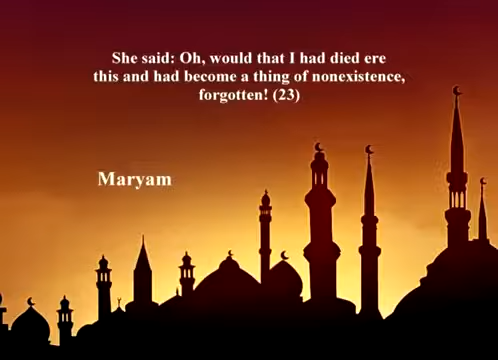 She said: Oh, would that I had died ere
this and had become a thing of nonexistence,
forgotten! (23)
Maryam